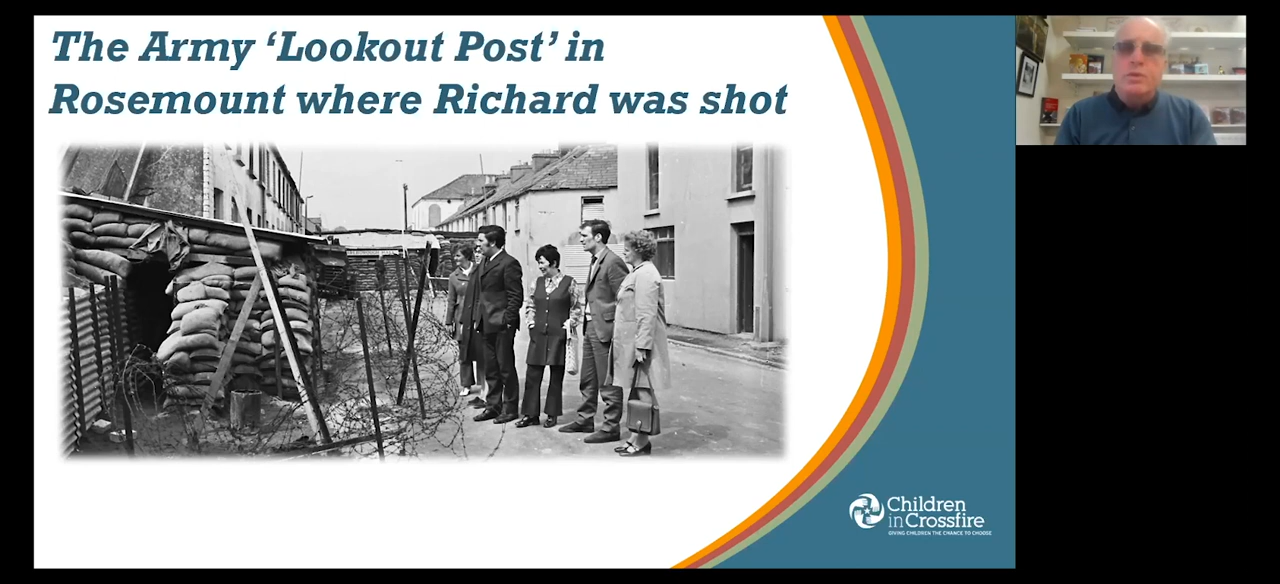 The Army ‘Lookout Post’ in
Rosemount where Richard was shot
Children
in Crossfire
GIVING CHILDREN THE CHANCE TO CHOOSE